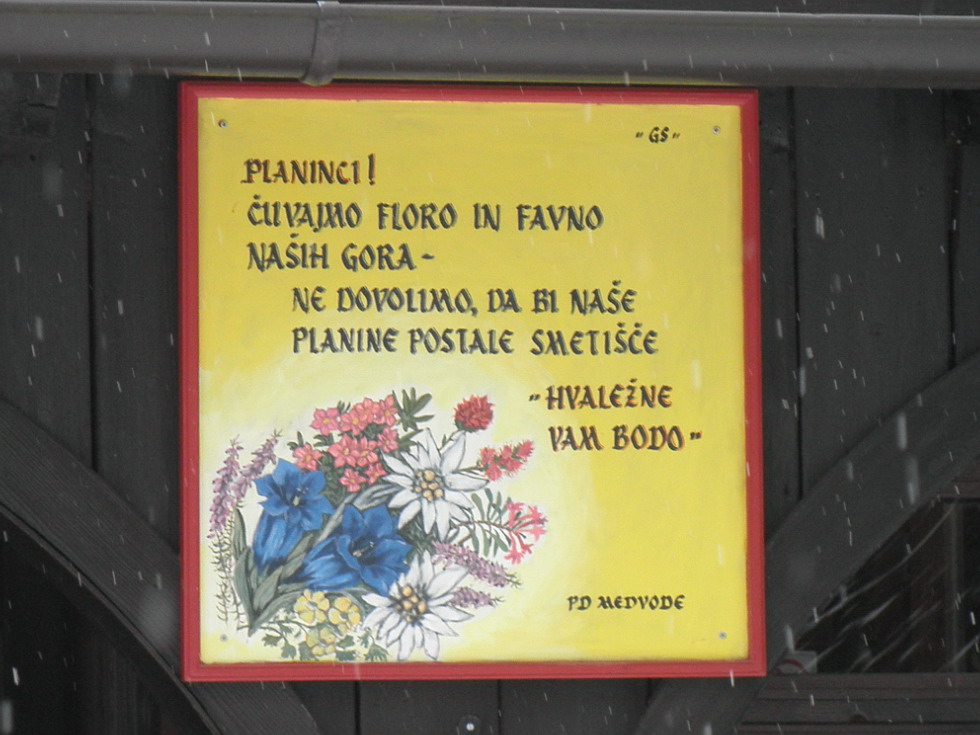 "GS"
PLANINCI!
ČUVAJMO FLORO IN FAVNO
NAŠIH GORA -
NE DOVOLIMO, DA BI NAŠE
PLANINE POSTALE SMETIŠČE
"HVALEŽNE
VAM BODO"
PD MEDVODE